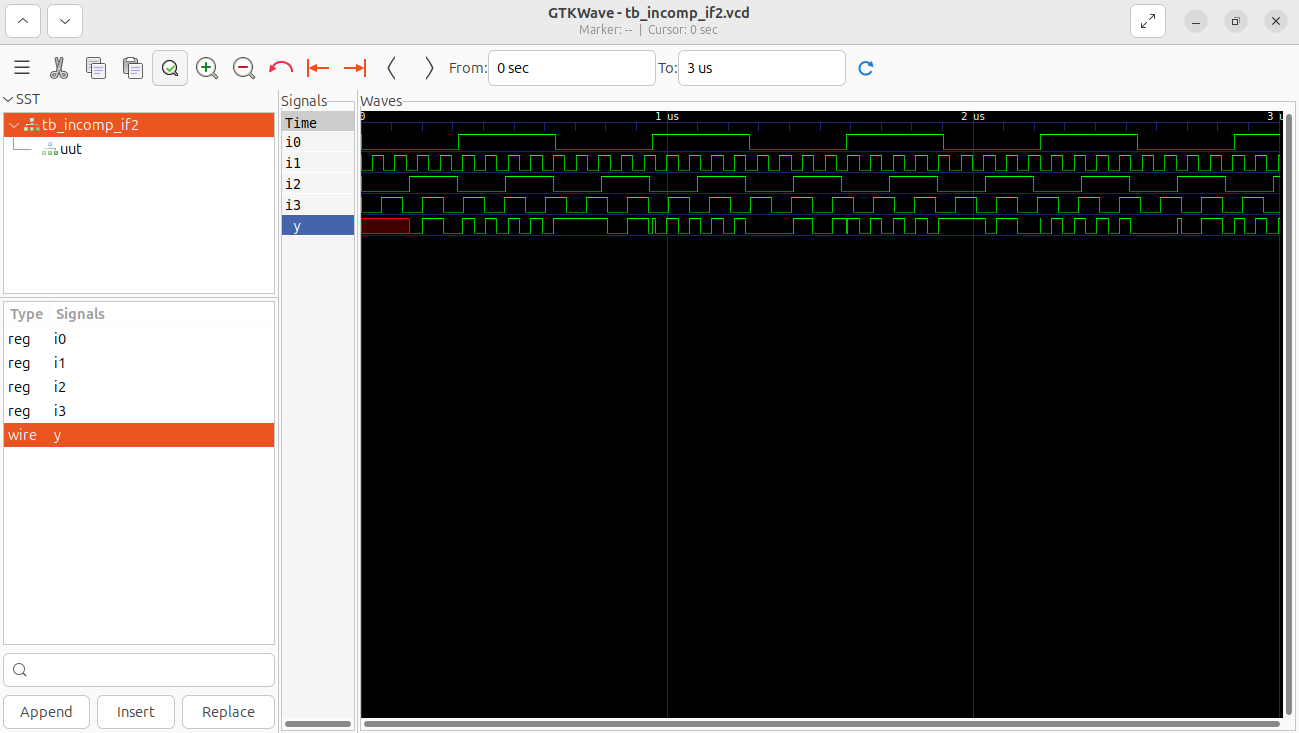 GTKWave - tb_incomp_if2.vcd
Marker: -- | Cursor: 0 sec
From: 0 sec To: 3 us
SST
tb_incomp_if2
uut
Type Signals
reg i0
reg i1
reg i2
reg i3
wire y
Append Insert Replace
Signals
Time
i0
i1
i2
i3
y
Waves
0 1 us 2 us 3 u